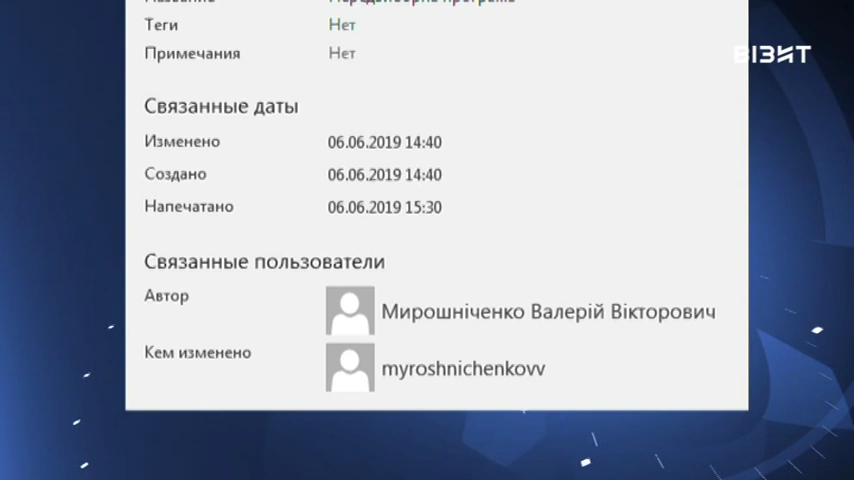 Теги Нет
ВІЗИТ
Примечания Нет
Связанные даты
Изменено 06.06.2019 14:40
Создано 06.06.2019 14:40
Напечатано 06.06.2019 15:30
Связанные пользователи
Автор Мирошніченко Валерій Вікторович
Кем изменено myroshnichenkovv